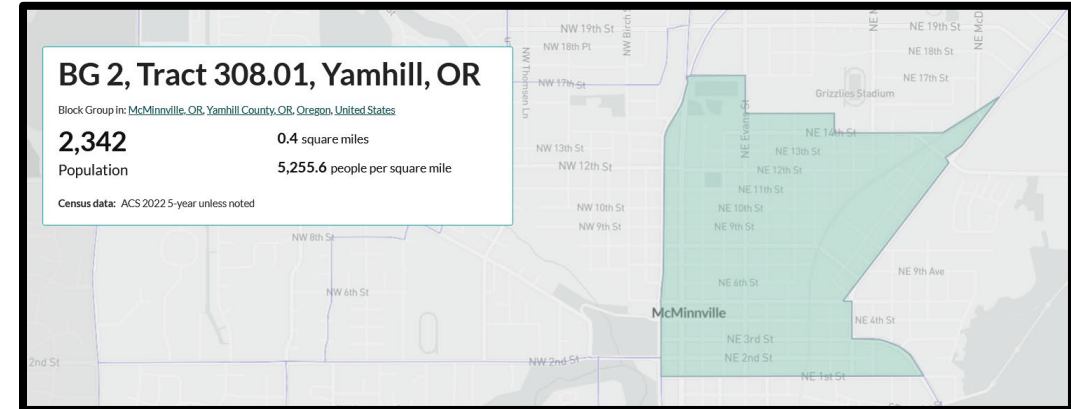 BG 2, Tract 308.01, Yamhill, OR
Block Group in: McMinnville, OR, Yamhill County, OR, Oregon, United States
2,342
Population
0.4 square miles
5,255.6 people per square mile
Census data: ACS 2022 5-year unless noted
NW 19th St
NW 18th Pl
NW Birch
NW Thomsen Ln
NW 17th St
NW 13th St
NW 12th St
NW 10th St
NW 9th St
NW 8th St
NW 6th St
2nd St
NW 2nd St
McMinnville
NE 19th St
NE McD
NE 18th St
NE 17th St
Grizzlies Stadium
NE Evans St
NE 14th St
NE 13th St
NE 12th St
NE 11th St
NE 10th St
NE 9th St
NE 9th Ave
NE 6th St
NE 4th St
NE 3rd St
NE 2nd St
NE 1st St